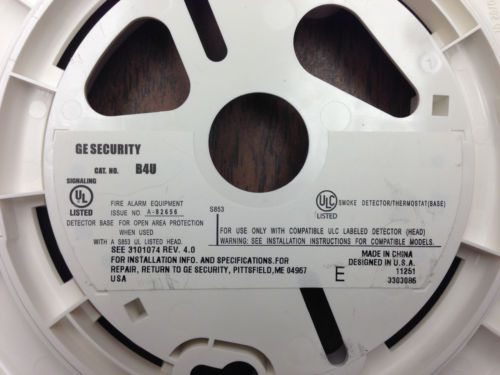 GE SECURITY
CAT. NO. B4U
SIGNALING
UL
LISTED
FIRE ALARM EQUIPMENT
ISSUE NO. A-82656
DETECTOR BASE FOR OPEN AREA PROTECTION
WHEN USED
WITH A S853 UL LISTED HEAD.
SEE 3101074 REV. 4.0
FOR INSTALLATION INFO. AND SPECIFICATIONS.FOR
REPAIR, RETURN TO GE SECURITY, PITTSFIELD, ME 04967
USA
S853
ULC
LISTED
SMOKE DETECTOR/THERMOSTAT(BASE)
FOR USE ONLY WITH COMPATIBLE ULC LABELED DETECTOR (HEAD)
WARNING: SEE INSTALLATION INSTRUCTIONS FOR COMPATIBLE MODELS.
E
MADE IN CHINA
DESIGNED IN U.S.A.
11251
3303086